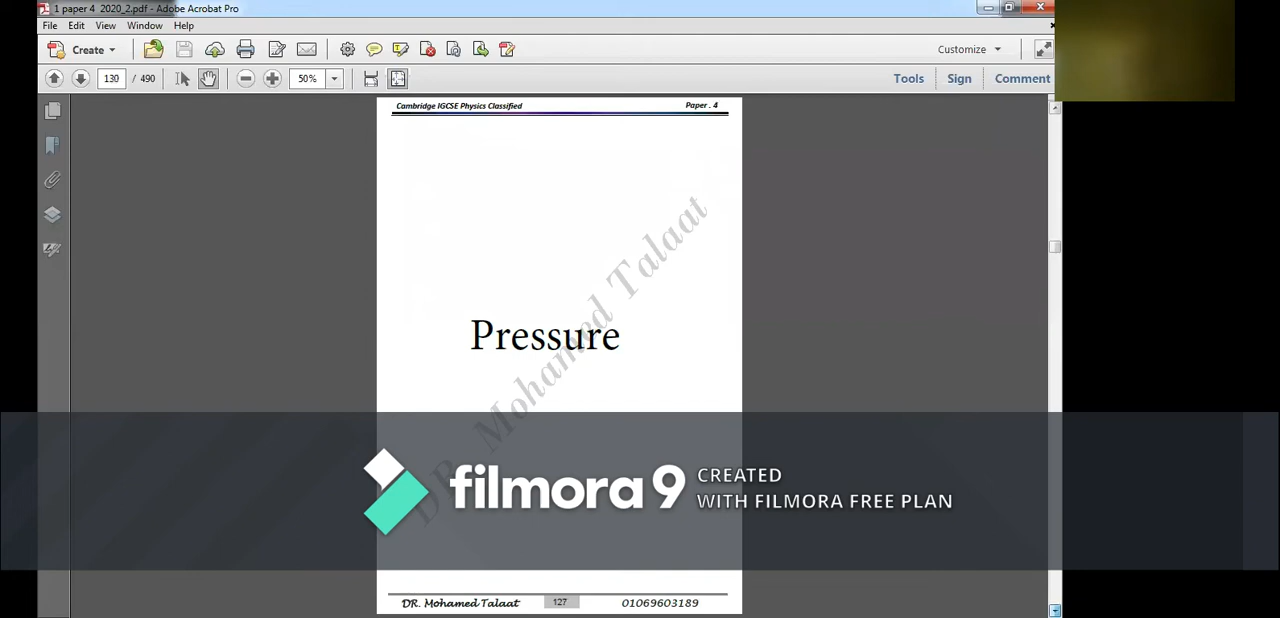 1 paper 4 2020_2.pdf - Adobe Acrobat Pro
File Edit View Window Help
Create Customize
130 / 490 50% Tools Sign Comment
Cambridge IGCSE Physics Classified Paper . 4
Pressure
DR. Mohamed Talaat
filmora 9 CREATED
WITH FILMORA FREE PLAN
DR. Mohamed Talaat 127 01069603189